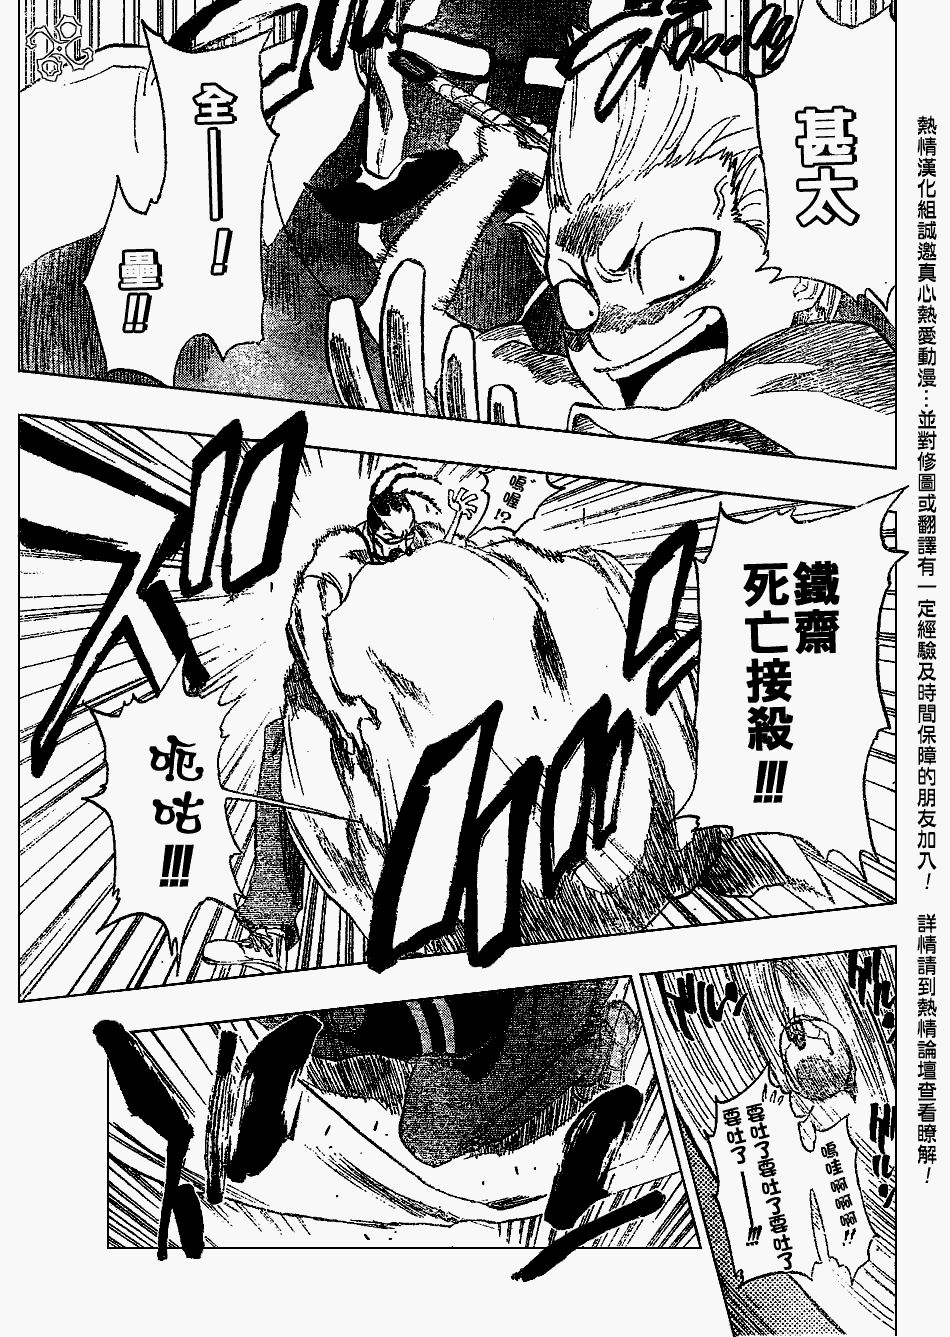 甚太
全——！
壘!!
嗚喔!?
鐵齋
死亡接殺!!!
呃咕!!!
嗚哇啊啊啊!!
要吐了要吐了要吐了
要吐了——!!!
熱情漢化組誠邀真心熱愛動漫…並對修圖或翻譯有一定經驗及時間保障的朋友加入！ 詳情請到熱情論壇查看瞭解！